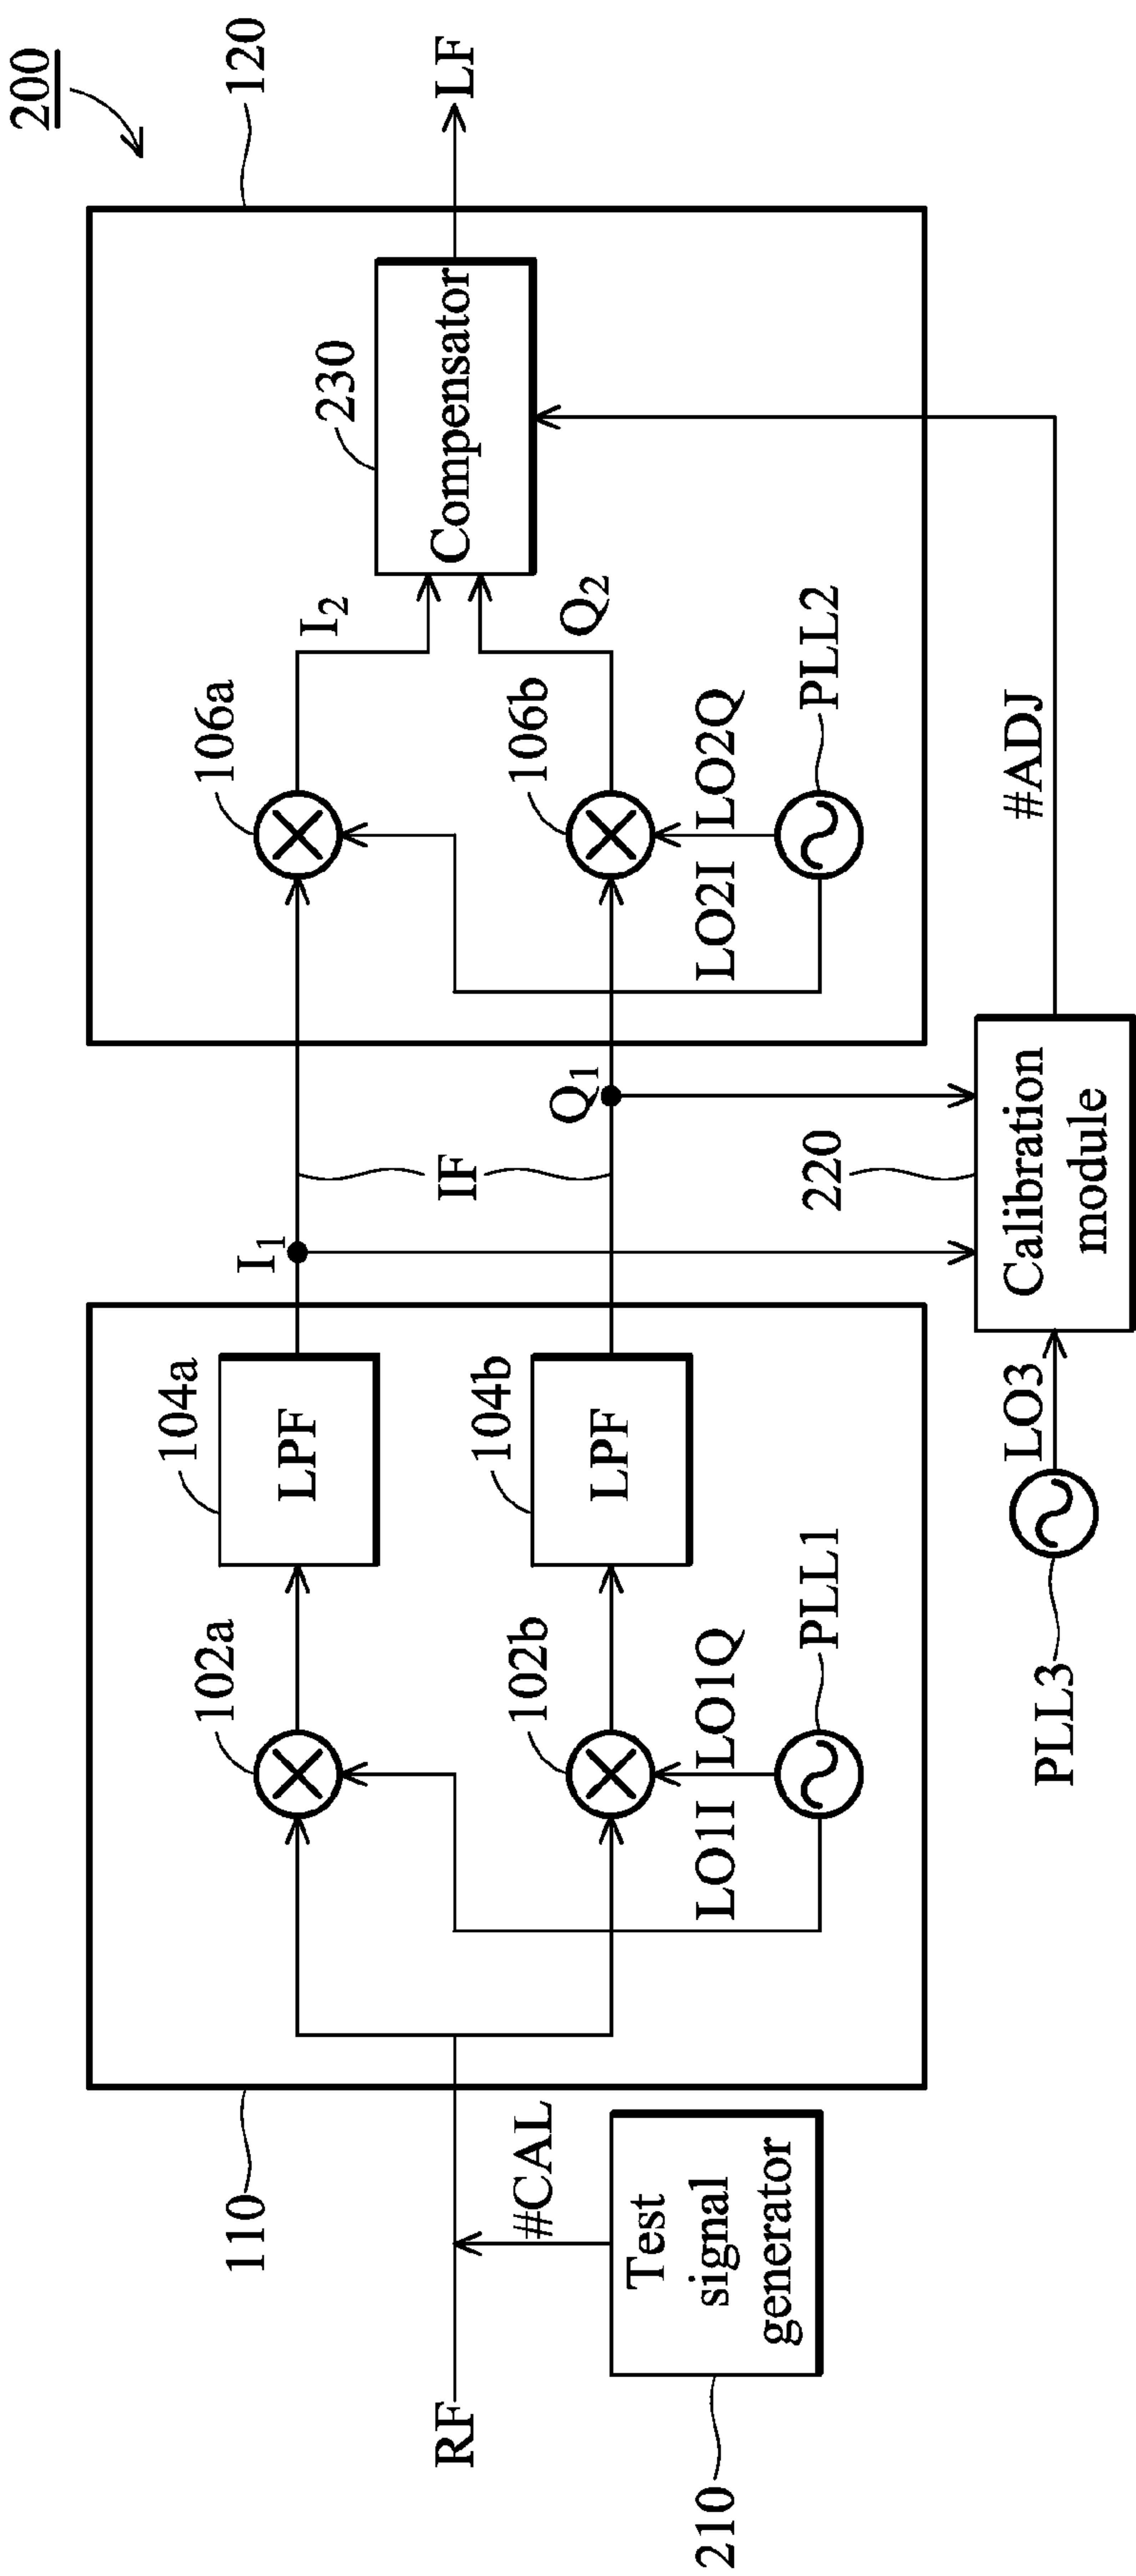 200
110
120
102a
104a
I1
106a
I2
230
Compensator
LF
LPF
RF
#CAL
IF
102b
104b
Q1
106b
Q2
LPF
Test
signal
generator
210
LO1I
LO1Q
PLL1
LO2I
LO2Q
PLL2
220
PLL3
LO3
Calibration
module
#ADJ